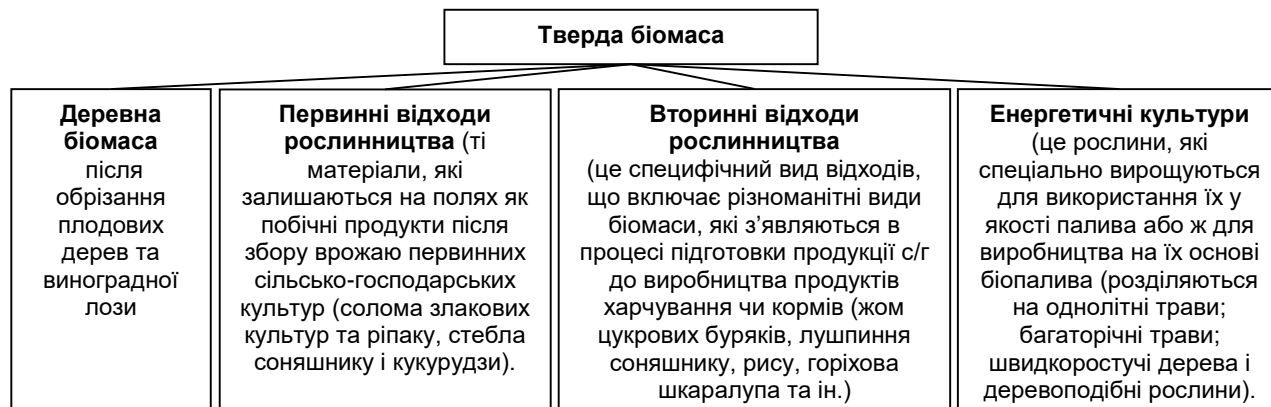 Тверда біомаса
Деревна
біомаса
після
обрізання
плодових
дерев та
виноградної
лози
Первинні відходи
рослинництва (ті
матеріали, які
залишаються на полях як
побічні продукти після
збору врожаю первинних
сільсько-господарських
культур (солома злакових
культур та ріпаку, стебла
соняшнику і кукурудзи).
Вторинні відходи
рослинництва
(це специфічний вид відходів,
що включає різноманітні види
біомаси, які з’являються в
процесі підготовки продукції с/г
до виробництва продуктів
харчування чи кормів (жом
цукрових буряків, лушпиння
соняшнику, рису, горіхова
шкаралупа та ін.)
Енергетичні культури
(це рослини, які
спеціально вирощуються
для використання їх у
якості палива або ж для
виробництва на їх основі
біопалива (розділяються
на однолітні трави;
багаторічні трави;
швидкоростучі дерева і
деревоподібні рослини).